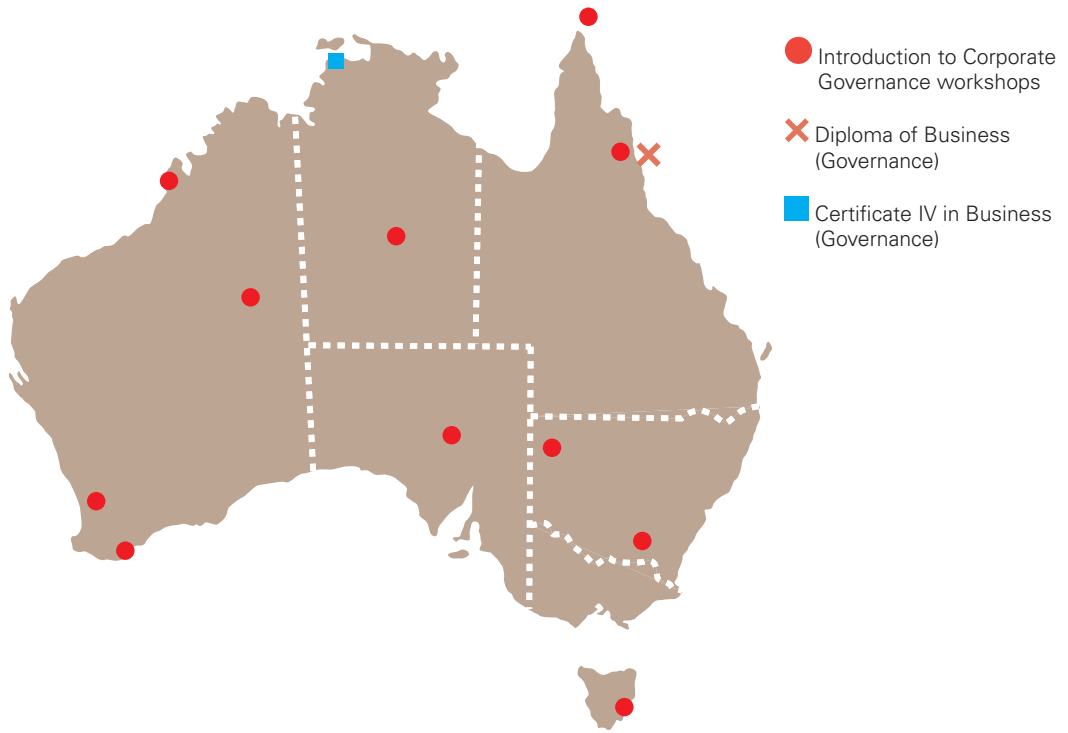 Introduction to Corporate
Governance workshops
Diploma of Business
(Governance)
Certificate IV in Business
(Governance)